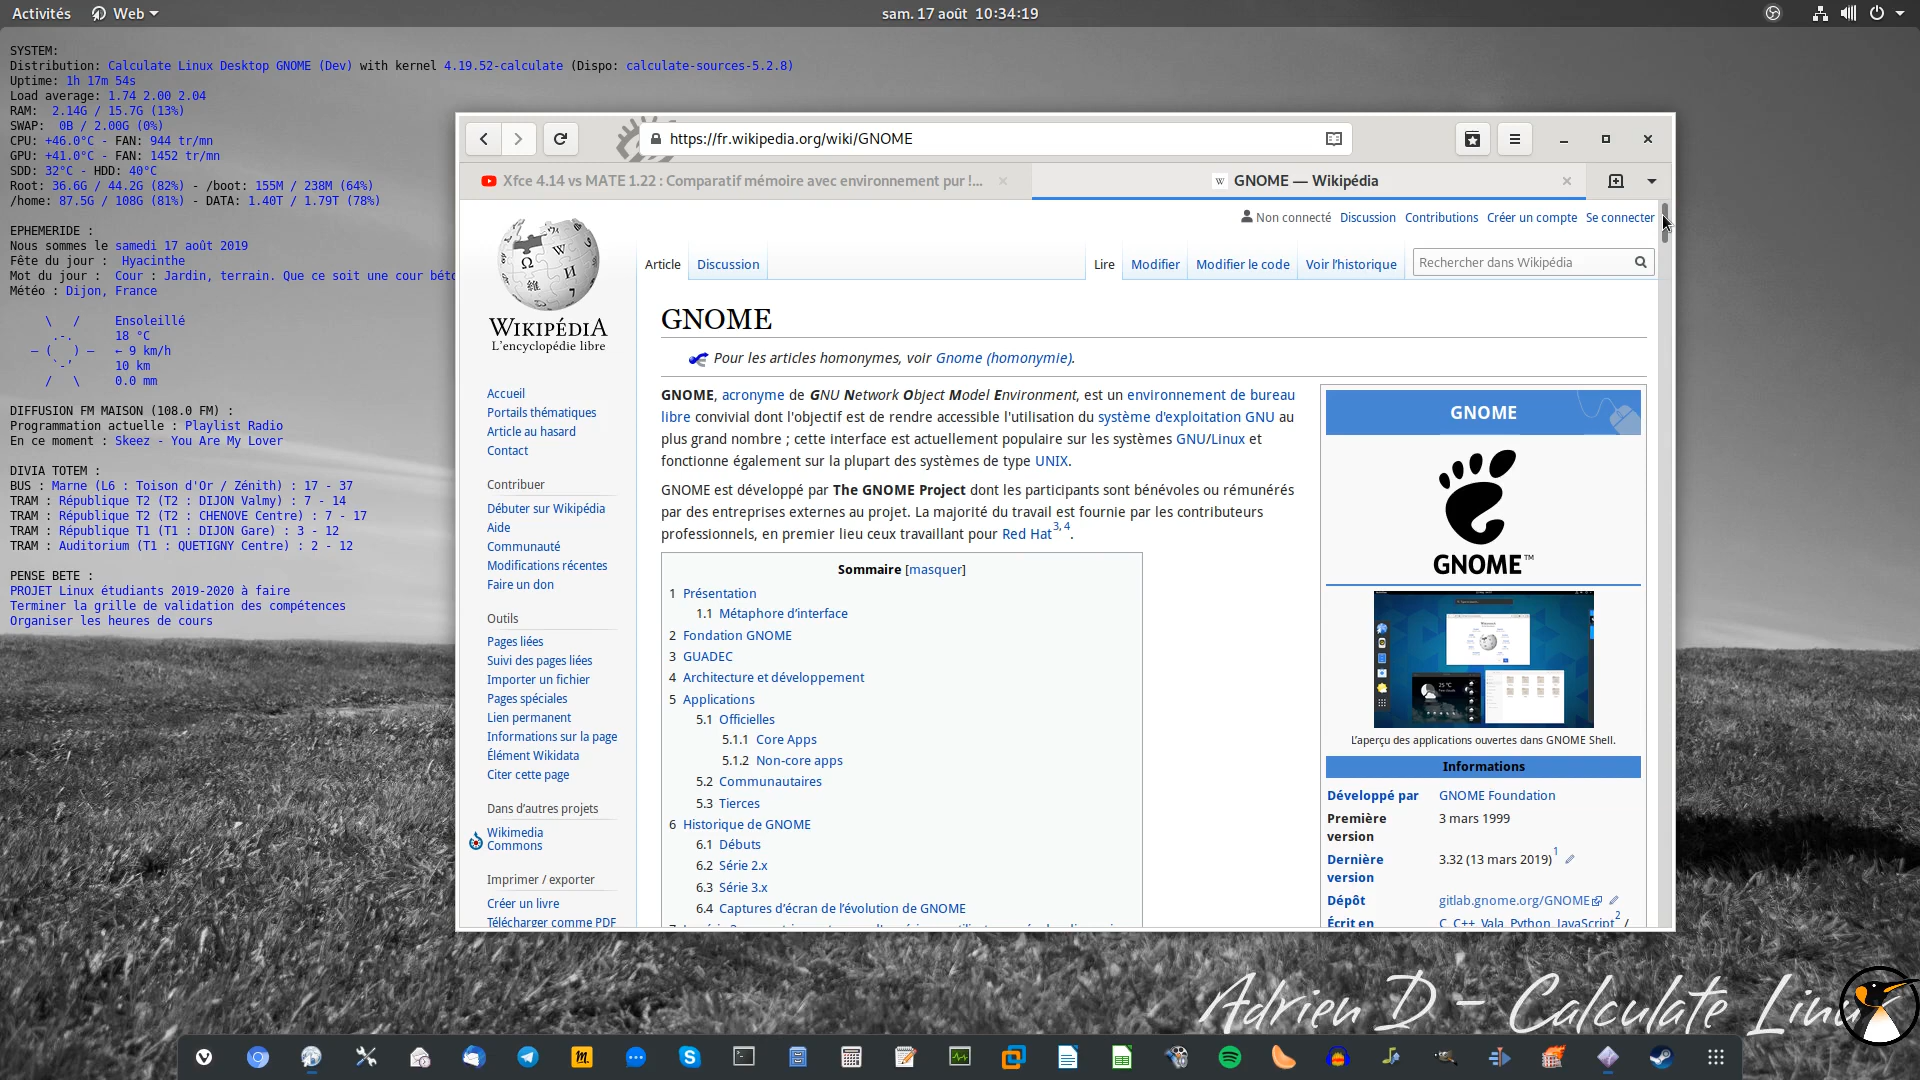 Activités
Web
sam. 17 août 10:34:19
SYSTEM:
Distribution: Calculate Linux Desktop GNOME (Dev) with kernel 4.19.52-calculate (Dispo: calculate-sources-5.2.8)
Uptime: 1h 17m 54s
Load average: 1.74 2.00 2.04
RAM: 2.14G / 15.7G (13%)
SWAP: 0B / 2.00G (0%)
CPU: +46.0°C - FAN: 944 tr/mn
GPU: +41.0°C - FAN: 1452 tr/mn
SDD: 32°C - HDD: 40°C
Root: 36.6G / 44.2G (82%) - /boot: 155M / 238M (64%)
/home: 87.5G / 108G (81%) - DATA: 1.40T / 1.79T (78%)
EPHEMERIDE :
Nous sommes le samedi 17 août 2019
Fête du jour : Hyacinthe
Mot du jour : Cour : Jardin, terrain. Que ce soit une cour béto
Météo : Dijon, France
Ensoleillé
18 °C
← 9 km/h
10 km
0.0 mm
DIFFUSION FM MAISON (108.0 FM) :
Programmation actuelle : Playlist Radio
En ce moment : Skeez - You Are My Lover
DIVIA TOTEM :
BUS : Marne (L6 : Toison d'Or / Zénith) : 17 - 37
TRAM : République T2 (T2 : DIJON Valmy) : 7 - 14
TRAM : République T2 (T2 : CHENOVE Centre) : 7 - 17
TRAM : République T1 (T1 : DIJON Gare) : 3 - 12
TRAM : Auditorium (T1 : QUETIGNY Centre) : 2 - 12
PENSE BETE :
PROJET Linux étudiants 2019-2020 à faire
Terminer la grille de validation des compétences
Organiser les heures de cours
https://fr.wikipedia.org/wiki/GNOME
Xfce 4.14 vs MATE 1.22 : Comparatif mémoire avec environnement pur !...
W GNOME — Wikipédia
Non connecté Discussion Contributions Créer un compte Se connecter
Article Discussion
Lire Modifier Modifier le code Voir l'historique
Rechercher dans Wikipédia
WIKIPÉDIA
L'encyclopédie libre
Accueil
Portails thématiques
Article au hasard
Contact
Contribuer
Débuter sur Wikipédia
Aide
Communauté
Modifications récentes
Faire un don
Outils
Pages liées
Suivi des pages liées
Importer un fichier
Pages spéciales
Lien permanent
Informations sur la page
Élément Wikidata
Citer cette page
Dans d'autres projets
Wikimedia
Commons
Imprimer / exporter
Créer un livre
Télécharger comme PDF
GNOME
Pour les articles homonymes, voir Gnome (homonymie).
GNOME, acronyme de GNU Network Object Model Environment, est un environnement de bureau
libre convivial dont l'objectif est de rendre accessible l'utilisation du système d'exploitation GNU au
plus grand nombre ; cette interface est actuellement populaire sur les systèmes GNU/Linux et
fonctionne également sur la plupart des systèmes de type UNIX.
GNOME est développé par The GNOME Project dont les participants sont bénévoles ou rémunérés
par des entreprises externes au projet. La majorité du travail est fournie par les contributeurs
professionnels, en premier lieu ceux travaillant pour Red Hat3, 4.
Sommaire [masquer]
1 Présentation
1.1 Métaphore d'interface
2 Fondation GNOME
3 GUADEC
4 Architecture et développement
5 Applications
5.1 Officielles
5.1.1 Core Apps
5.1.2 Non-core apps
5.2 Communautaires
5.3 Tierces
6 Historique de GNOME
6.1 Débuts
6.2 Série 2.x
6.3 Série 3.x
6.4 Captures d'écran de l'évolution de GNOME
GNOME
GNOME™
L'aperçu des applications ouvertes dans GNOME Shell.
Informations
Développé par GNOME Foundation
Première version 3 mars 1999
Dernière version 3.32 (13 mars 2019)1
Dépôt gitlab.gnome.org/GNOME
Écrit en C, C++, Vala, Python, JavaScript2 /
Adrien D - Calculate Linux